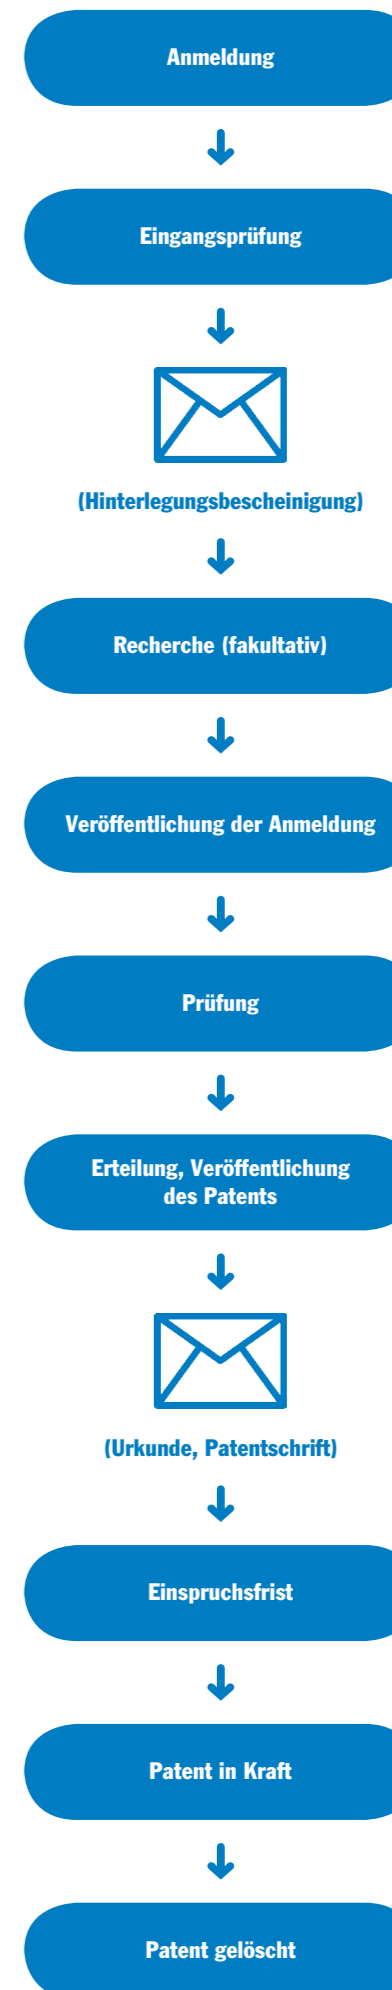 Anmeldung
Eingangsprüfung
(Hinterlegungsbescheinigung)
Recherche (fakultativ)
Veröffentlichung der Anmeldung
Prüfung
Erteilung, Veröffentlichung
des Patents
(Urkunde, Patentschrift)
Einspruchsfrist
Patent in Kraft
Patent gelöscht